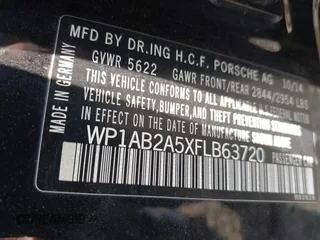 MADE IN GERMANY
MFD BY DR.ING H.C.F. PORSCHE AG 10/14
GVWR 5622 GAWR FRONT/REAR 2844/2954 LBS
THIS VEHICLE CONFORMS TO ALL APPLICABLE
SAFETY, BUMPER, AND THEFT
STANDARDS IN EFFECT ON THE DATE OF
MANUFACTURE SHOWN ABOVE
WP1AB2A5XFLB63720
PASSENGER CAR